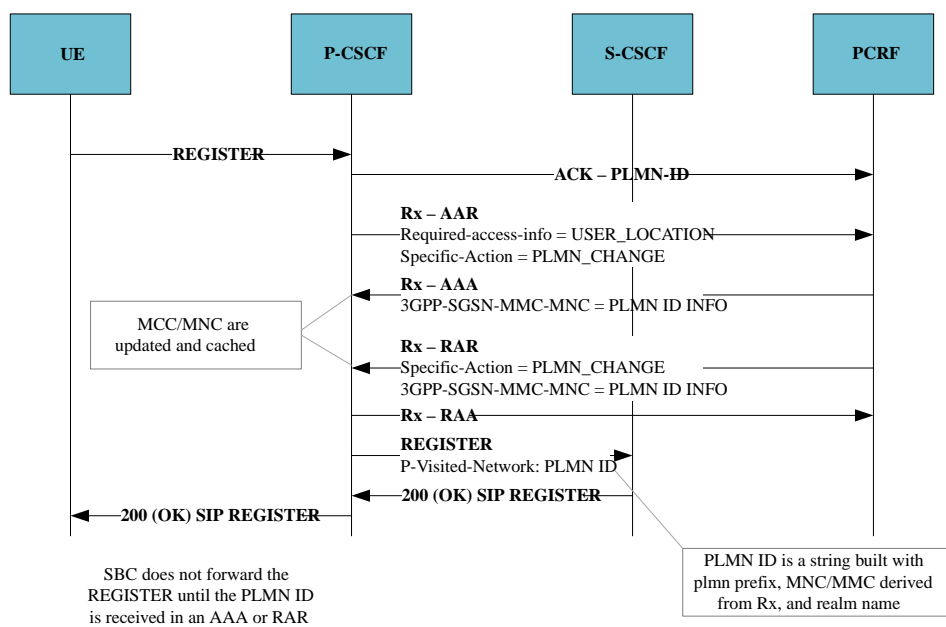 UE
P-CSCF
S-CSCF
PCRF
REGISTER
ACK – PLMN-ID
Rx – AAR
Required-access-info = USER_LOCATION
Specific-Action = PLMN_CHANGE
Rx – AAA
3GPP-SGSN-MMC-MNC = PLMN ID INFO
MCC/MNC are
updated and cached
Rx – RAR
Specific-Action = PLMN_CHANGE
3GPP-SGSN-MMC-MNC = PLMN ID INFO
Rx – RAA
REGISTER
P-Visited-Network: PLMN ID
200 (OK) SIP REGISTER
200 (OK) SIP REGISTER
SBC does not forward the
REGISTER until the PLMN ID
is received in an AAA or RAR
PLMN ID is a string built with
plmn prefix, MNC/MMC derived
from Rx, and realm name